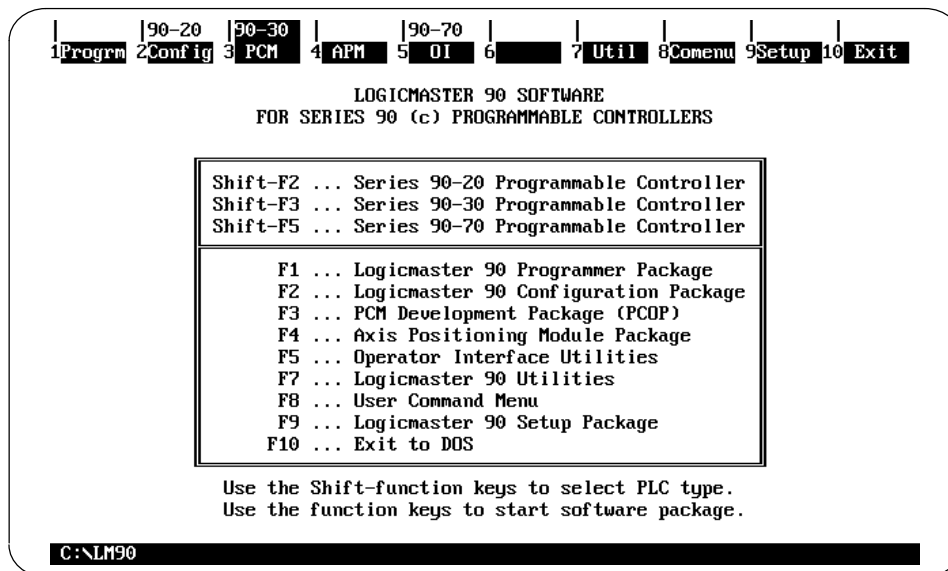 |90-20 |90-30 | |90-70 | | | | |
1Progrm 2Config 3 PCM 4 APM 5 OI 6 7 Util 8Comenu 9Setup 10 Exit
LOGICMASTER 90 SOFTWARE
FOR SERIES 90 (c) PROGRAMMABLE CONTROLLERS
Shift-F2 ... Series 90-20 Programmable Controller
Shift-F3 ... Series 90-30 Programmable Controller
Shift-F5 ... Series 90-70 Programmable Controller
F1 ... Logicmaster 90 Programmer Package
F2 ... Logicmaster 90 Configuration Package
F3 ... PCM Development Package (PCOP)
F4 ... Axis Positioning Module Package
F5 ... Operator Interface Utilities
F7 ... Logicmaster 90 Utilities
F8 ... User Command Menu
F9 ... Logicmaster 90 Setup Package
F10 ... Exit to DOS
Use the Shift-function keys to select PLC type.
Use the function keys to start software package.
C:\LM90